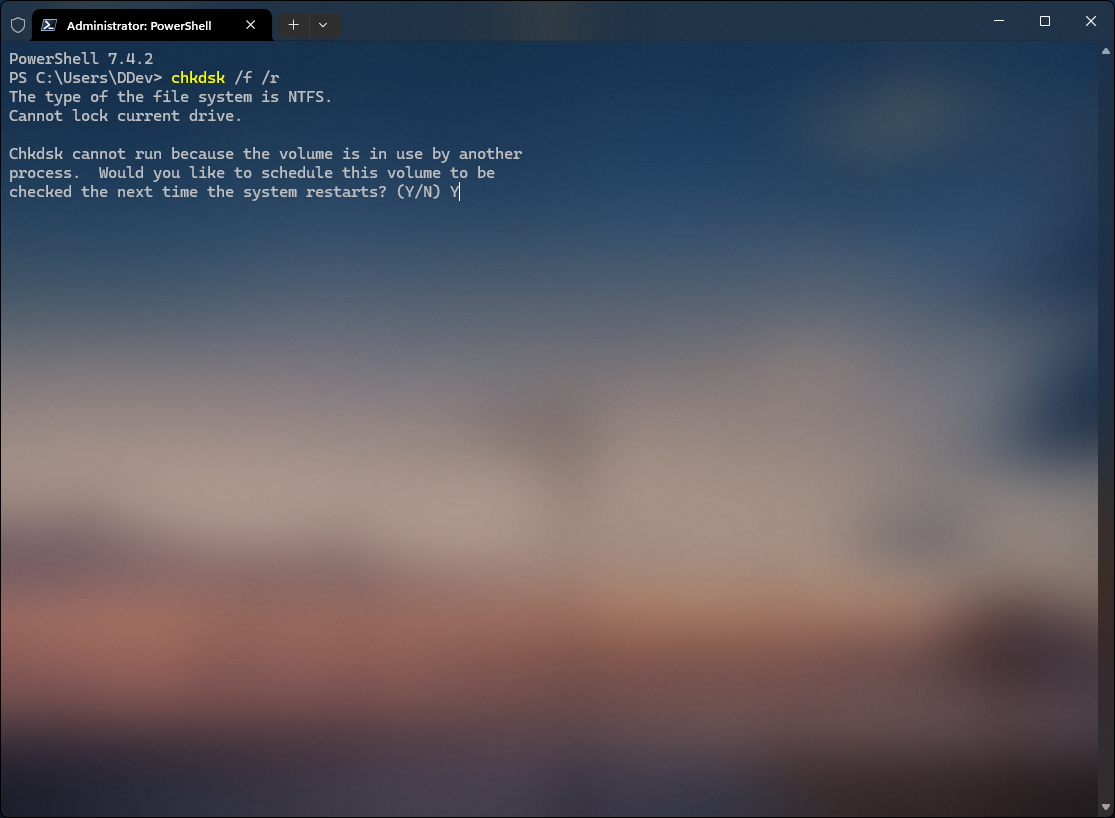 Administrator: PowerShell
PowerShell 7.4.2
PS C:\Users\DDev> chkdsk /f /r
The type of the file system is NTFS.
Cannot lock current drive.
Chkdsk cannot run because the volume is in use by another
process.  Would you like to schedule this volume to be
checked the next time the system restarts? (Y/N) Y